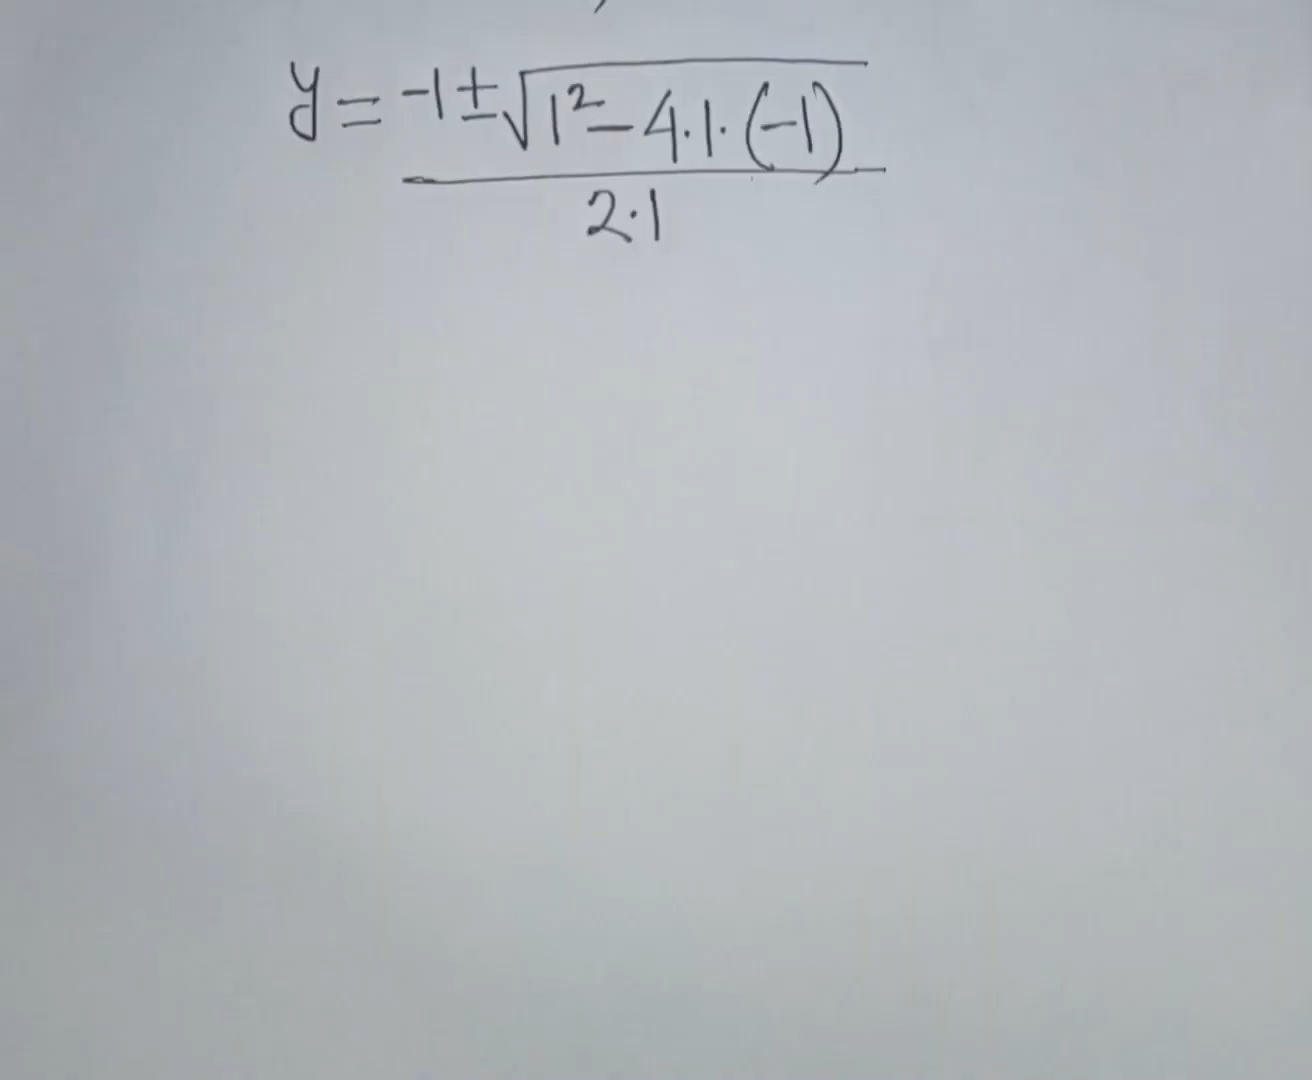 y = -1 ± √(1² - 4·1·(-1))
2·1